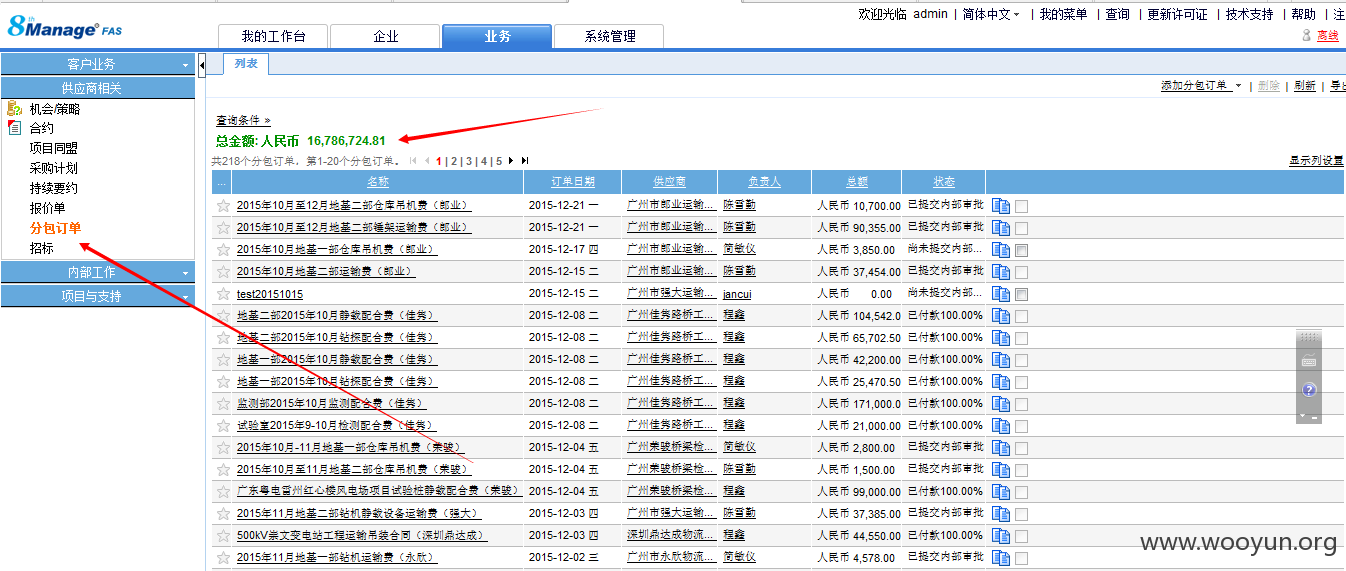 8th Manage® FAS
欢迎光临 admin | 简体中文 | 我的菜单 | 查询 | 更新许可证 | 技术支持 | 帮助 | 注
离线
我的工作台 企业 业务 系统管理
客户业务
供应商相关
机会/策略
合约
项目同盟
采购计划
持续要约
报价单
分包订单
招标
内部工作
项目与支持
列表
添加分包订单 | 删除 | 刷新 | 导出
查询条件 »
总金额: 人民币 16,786,724.81
共218个分包订单。第1-20个分包订单。 1 | 2 | 3 | 4 | 5
显示列设置
... 名称 订单日期 供应商 负责人 总额 状态
2015年10月至12月地基二部仓库吊机费（郎业） 2015-12-21 一 广州市郎业运输... 陈雪勤 人民币 10,700.00 已提交内部审批
2015年10月至12月地基二部锤架运输费（郎业） 2015-12-21 一 广州市郎业运输... 陈雪勤 人民币 90,355.00 已提交内部审批
2015年10月地基一部仓库吊机费（郎业） 2015-12-17 四 广州市郎业运输... 简敏仪 人民币 3,850.00 尚未提交内部...
2015年10月地基二部运输费（郎业） 2015-12-15 二 广州市郎业运输... 陈雪勤 人民币 37,454.00 已提交内部审批
test20151015 2015-12-15 二 广州市强大运输... jancui 人民币 0.00 尚未提交内部...
地基二部2015年10月静载配合费（佳隽） 2015-12-08 二 广州佳隽路桥工... 程鑫 人民币 104,542.0 已付款100.00%
地基二部2015年10月钻探配合费（佳隽） 2015-12-08 二 广州佳隽路桥工... 程鑫 人民币 65,702.50 已付款100.00%
地基一部2015年10月静载配合费（佳隽） 2015-12-08 二 广州佳隽路桥工... 程鑫 人民币 42,200.00 已付款100.00%
地基一部2015年10月钻探配合费（佳隽） 2015-12-08 二 广州佳隽路桥工... 程鑫 人民币 25,470.50 已付款100.00%
监测部2015年10月监测配合费（佳隽） 2015-12-08 二 广州佳隽路桥工... 程鑫 人民币 171,000.0 已付款100.00%
试验室2015年9-10月检测配合费（佳隽） 2015-12-08 二 广州佳隽路桥工... 程鑫 人民币 21,000.00 已付款100.00%
2015年10月-11月地基一部仓库吊机费（荣骏） 2015-12-04 五 广州荣骏桥梁检... 简敏仪 人民币 2,800.00 已提交内部审批
2015年10月至11月地基二部仓库吊机费（荣骏） 2015-12-04 五 广州荣骏桥梁检... 陈雪勤 人民币 1,500.00 已提交内部审批
广东粤电雷州红心楼风电场项目试验桩静载配合费（荣骏） 2015-12-04 五 广州荣骏桥梁检... 程鑫 人民币 99,000.00 已付款100.00%
2015年11月地基二部钻机静载设备运输费（强大） 2015-12-03 四 广州市强大运输... 陈雪勤 人民币 37,385.00 已提交内部审批
500kV崇文变电站工程运输吊装合同（深圳鼎达成） 2015-12-03 四 深圳鼎达成物流... 程鑫 人民币 44,550.00 已付款100.00%
2015年11月地基一部钻机运输费（永欣） 2015-12-02 三 广州市永欣物流... 简敏仪 人民币 4,578.00 已提交内部审批
www.wooyun.org